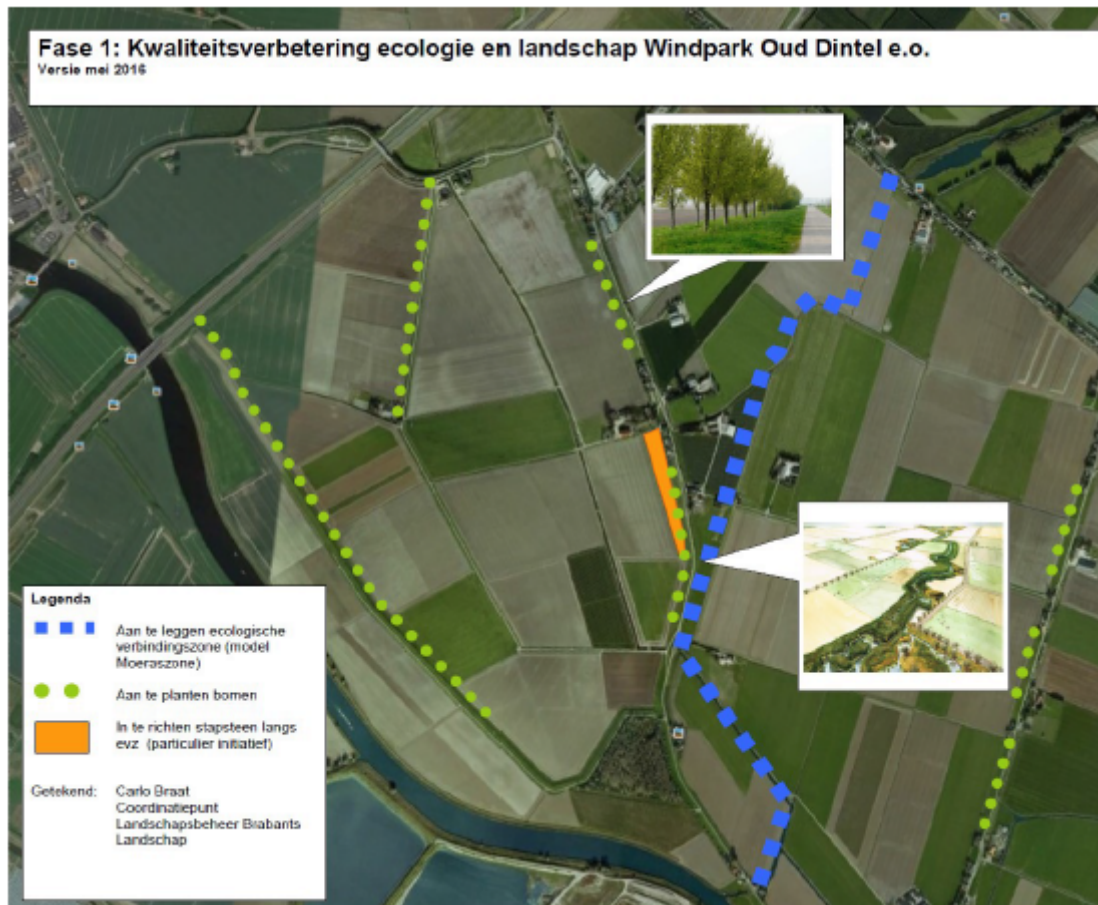 Fase 1: Kwaliteitsverbetering ecologie en landschap Windpark Oud Dintel e.o.
Versie mei 2016
Legenda
Aan te leggen ecologische
verbindingszone (model
Moeraszone)
Aan te planten bomen
In te richten stapsteen langs
evz (particulier initiatief)
Getekend: Carlo Braat
Coordinatiepunt
Landschapsbeheer Brabants
Landschap